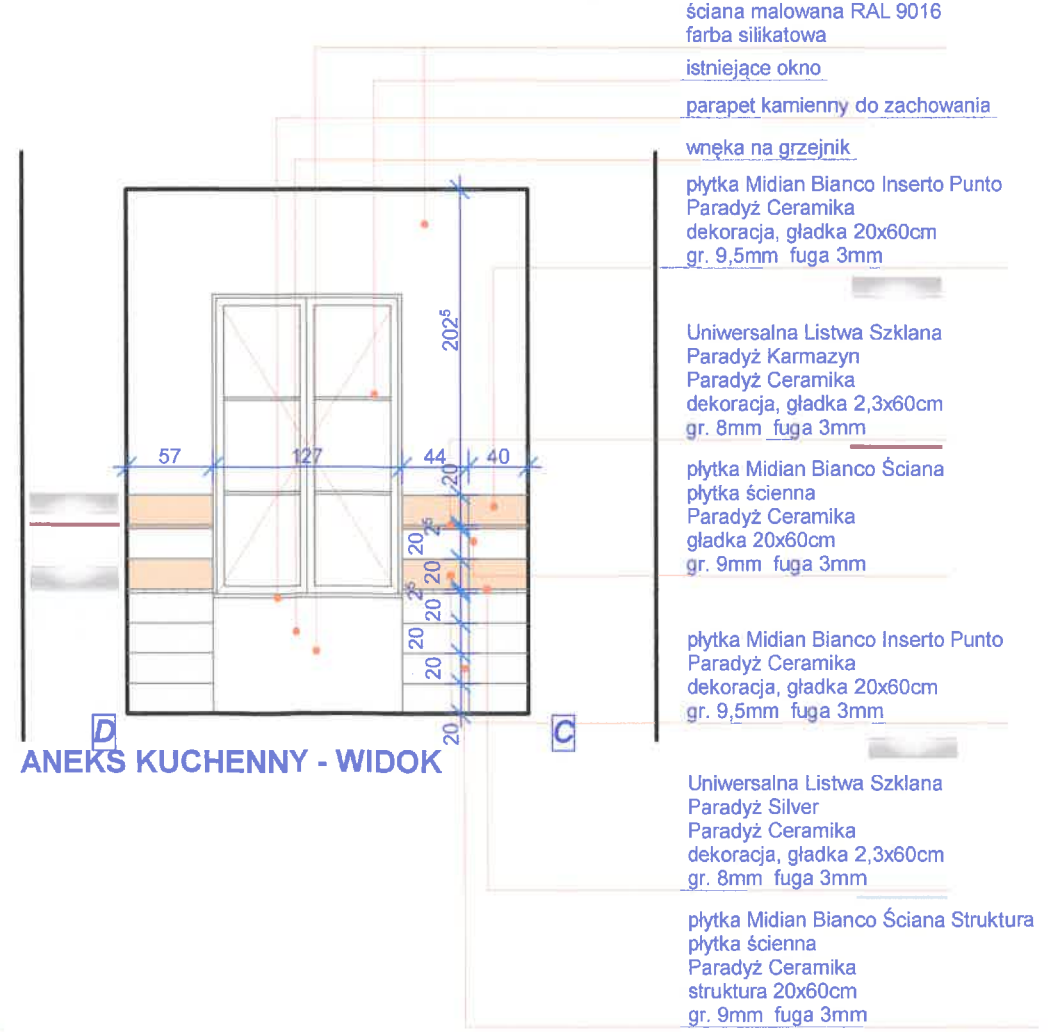 ściana malowana RAL 9016
farba silikatowa
istniejące okno
parapet kamienny do zachowania
wnęka na grzejnik
płytka Midian Bianco Inserto Punto
Paradyż Ceramika
dekoracja, gładka 20x60cm
gr. 9,5mm fuga 3mm
Uniwersalna Listwa Szklana
Paradyż Karmazyn
Paradyż Ceramika
dekoracja, gładka 2,3x60cm
gr. 8mm fuga 3mm
płytka Midian Bianco Ściana
płytka ścienna
Paradyż Ceramika
gładka 20x60cm
gr. 9mm fuga 3mm
płytka Midian Bianco Inserto Punto
Paradyż Ceramika
dekoracja, gładka 20x60cm
gr. 9,5mm fuga 3mm
Uniwersalna Listwa Szklana
Paradyż Silver
Paradyż Ceramika
dekoracja, gładka 2,3x60cm
gr. 8mm fuga 3mm
płytka Midian Bianco Ściana Struktura
płytka ścienna
Paradyż Ceramika
struktura 20x60cm
gr. 9mm fuga 3mm
202⁵
57 127 44 40
20
2⁵
20
20
2⁵
20
20
20
20
D C
ANEKS KUCHENNY - WIDOK